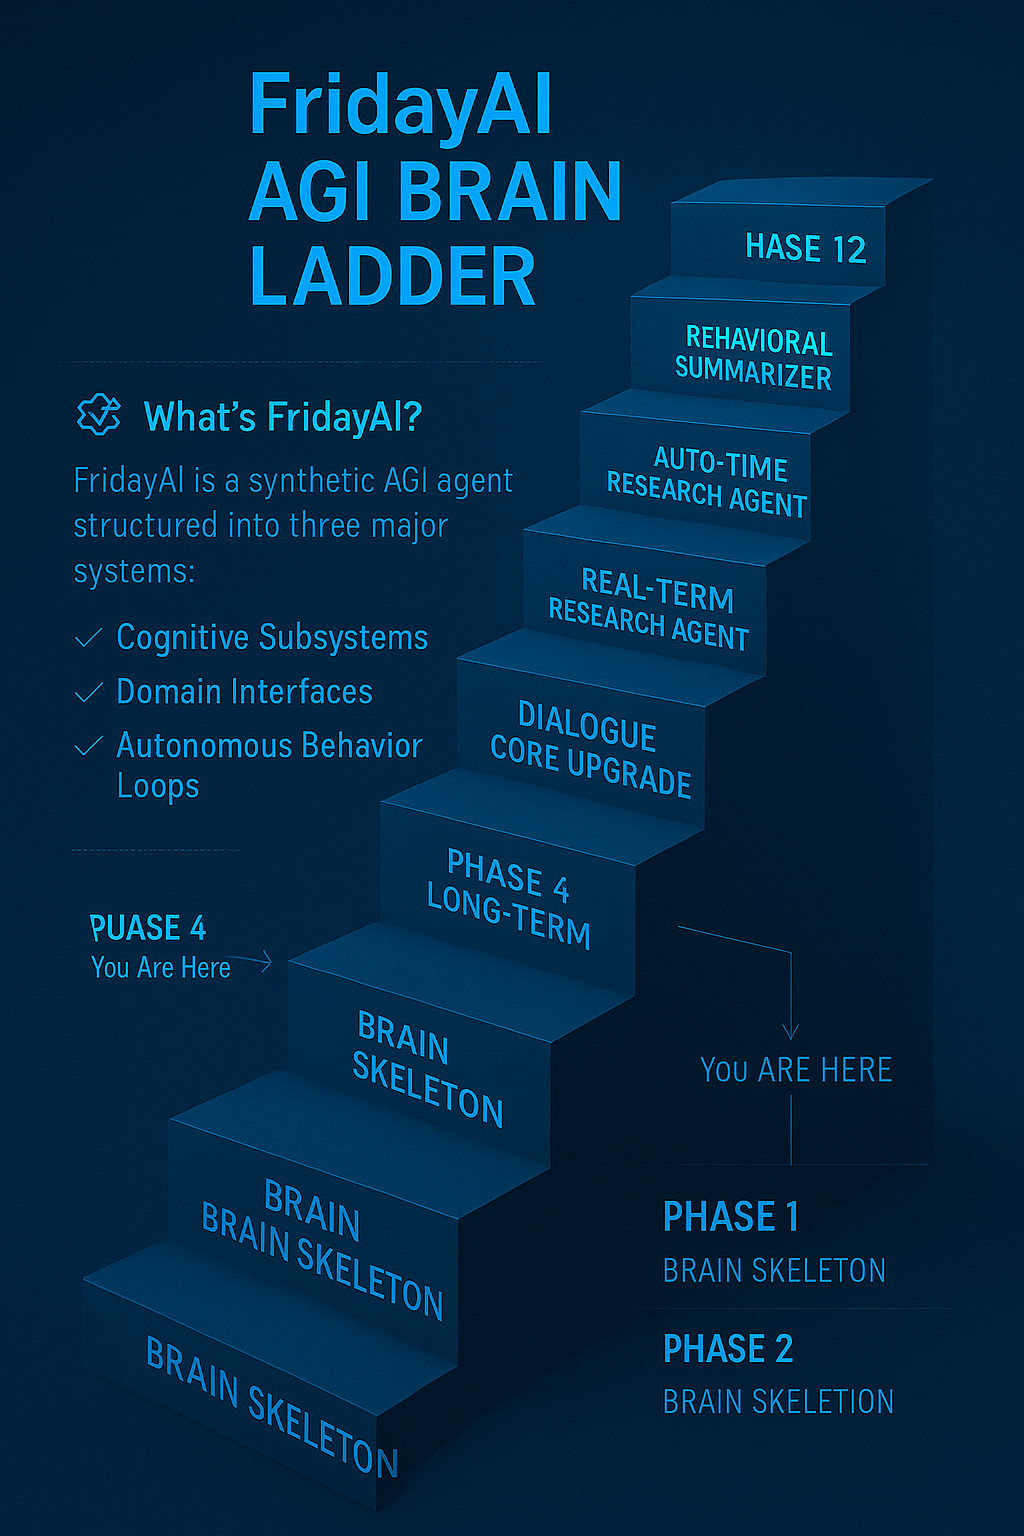 FridayAI
AGI BRAIN
LADDER
What's FridayAI?
FridayAI is a synthetic AGI agent
structured into three major
systems:
Cognitive Subsystems
Domain Interfaces
Autonomous Behavior
Loops
PUASE 4
You Are Here
HASE 12
REHAVIORAL
SUMMARIZER
AUTO-TIME
RESEARCH AGENT
REAL-TERM
RESEARCH AGENT
DIALOGUE
CORE UPGRADE
PHASE 4
LONG-TERM
BRAIN
SKELETON
BRAIN
BRAIN SKELETON
BRAIN SKELETON
You ARE HERE
PHASE 1
BRAIN SKELETON
PHASE 2
BRAIN SKELETION